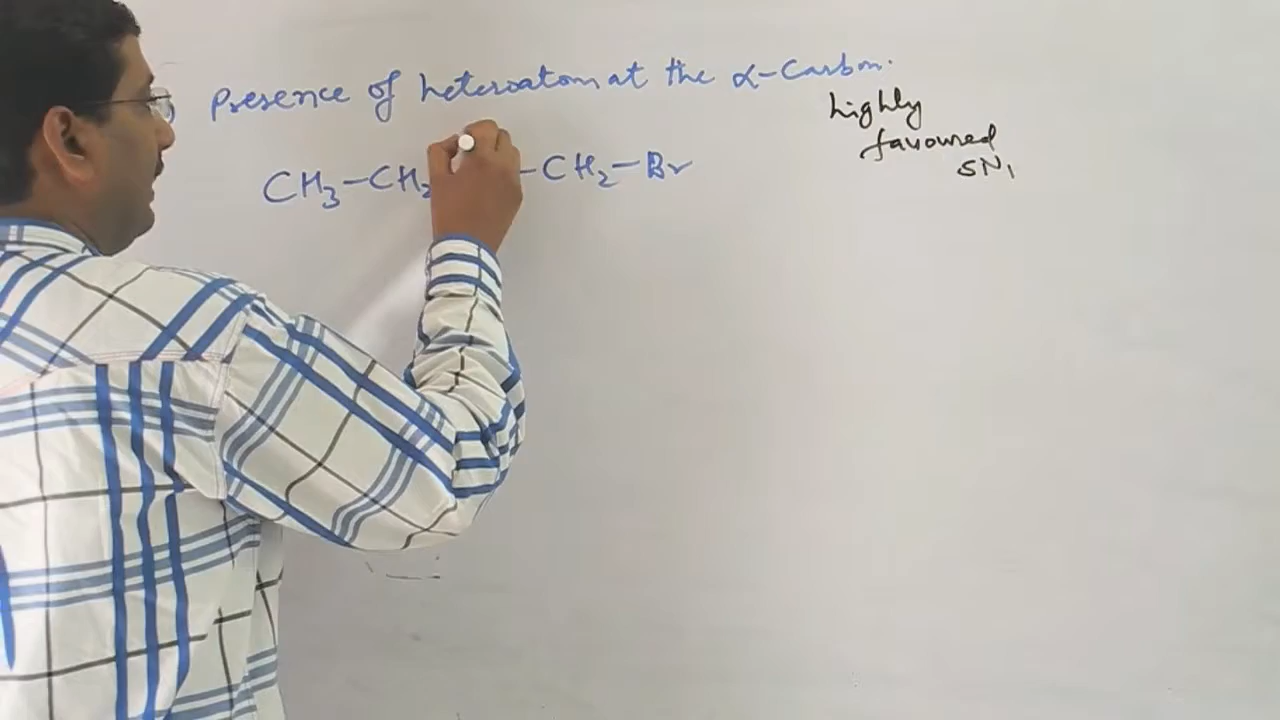 Presence of heteroatom at the α-Carbon.
highly
favoured
SN1
CH3-CH2 -CH2-Br